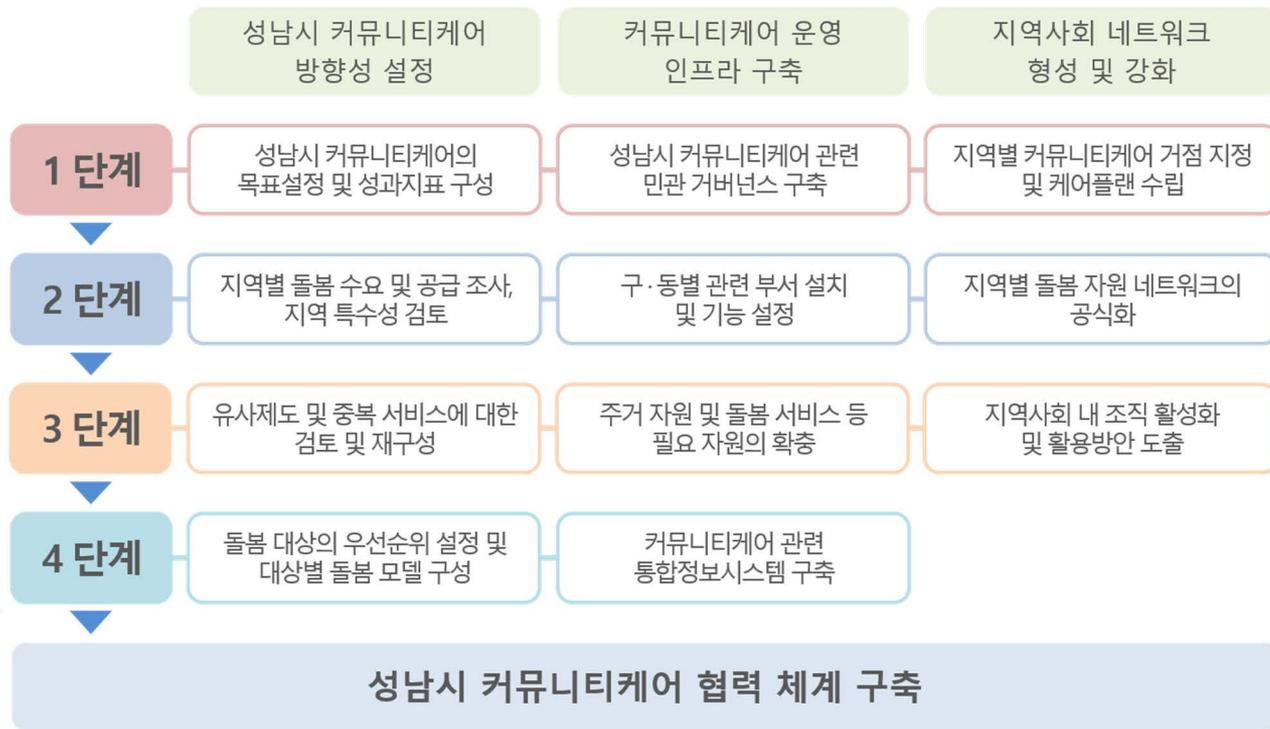 성남시 커뮤니티케어
방향성 설정
커뮤니티케어 운영
인프라 구축
지역사회 네트워크
형성 및 강화
1 단계
성남시 커뮤니티케어의
목표설정 및 성과지표 구성
성남시 커뮤니티케어 관련
민관 거버넌스 구축
지역별 커뮤니티케어 거점 지정
및 케어플랜 수립
2 단계
지역별 돌봄 수요 및 공급 조사,
지역 특수성 검토
구·동별 관련 부서 설치
및 기능 설정
지역별 돌봄 자원 네트워크의
공식화
3 단계
유사제도 및 중복 서비스에 대한
검토 및 재구성
주거 자원 및 돌봄 서비스 등
필요 자원의 확충
지역사회 내 조직 활성화
및 활용방안 도출
4 단계
돌봄 대상의 우선순위 설정 및
대상별 돌봄 모델 구성
커뮤니티케어 관련
통합정보시스템 구축
성남시 커뮤니티케어 협력 체계 구축